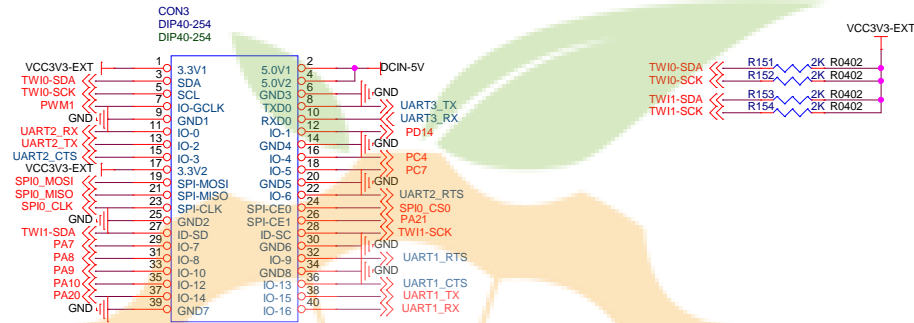 CON3
DIP40-254
DIP40-254
VCC3V3-EXT 1 3.3V1 5.0V1 2 DCIN-5V
TWI0-SDA 3 SDA 5.0V2 4
TWI0-SCK 5 SCL GND3 6 GND
PWM1 7 IO-GCLK TXD0 8 UART3_TX
GND 9 GND1 RXD0 10 UART3_RX
UART2_RX 11 IO-0 IO-1 12 PD14
UART2_TX 13 IO-2 GND4 14 GND
UART2_CTS 15 IO-3 IO-4 16 PC4
VCC3V3-EXT 17 3.3V2 IO-5 18 PC7
SPI0_MOSI 19 SPI-MOSI GND5 20 GND
SPI0_MISO 21 SPI-MISO IO-6 22 UART2_RTS
SPI0_CLK 23 SPI-CLK SPI-CE0 24 SPI0_CS0
GND 25 GND2 SPI-CE1 26 PA21
TWI1-SDA 27 ID-SD ID-SC 28 TWI1-SCK
PA7 29 IO-7 GND6 30 GND
PA8 31 IO-8 IO-9 32 UART1_RTS
PA9 33 IO-10 GND8 34 GND
PA10 35 IO-12 IO-13 36 UART1_CTS
PA20 37 IO-14 IO-15 38 UART1_TX
GND 39 GND7 IO-16 40 UART1_RX
VCC3V3-EXT
TWI0-SDA R151 2K R0402
TWI0-SCK R152 2K R0402
TWI1-SDA R153 2K R0402
TWI1-SCK R154 2K R0402